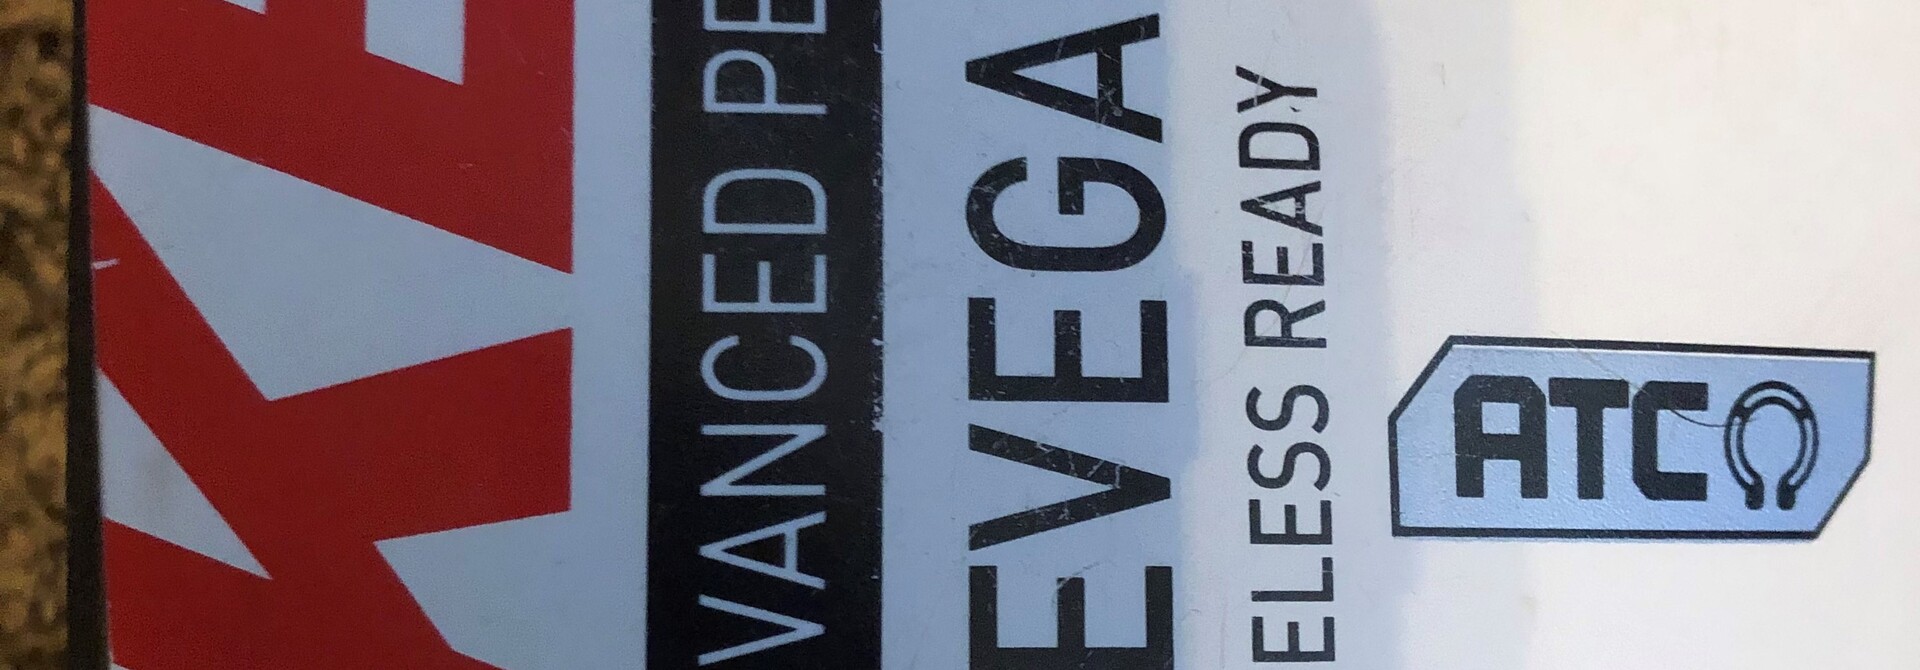 VANCED PE
EVEGA
ELESS READY
ATC